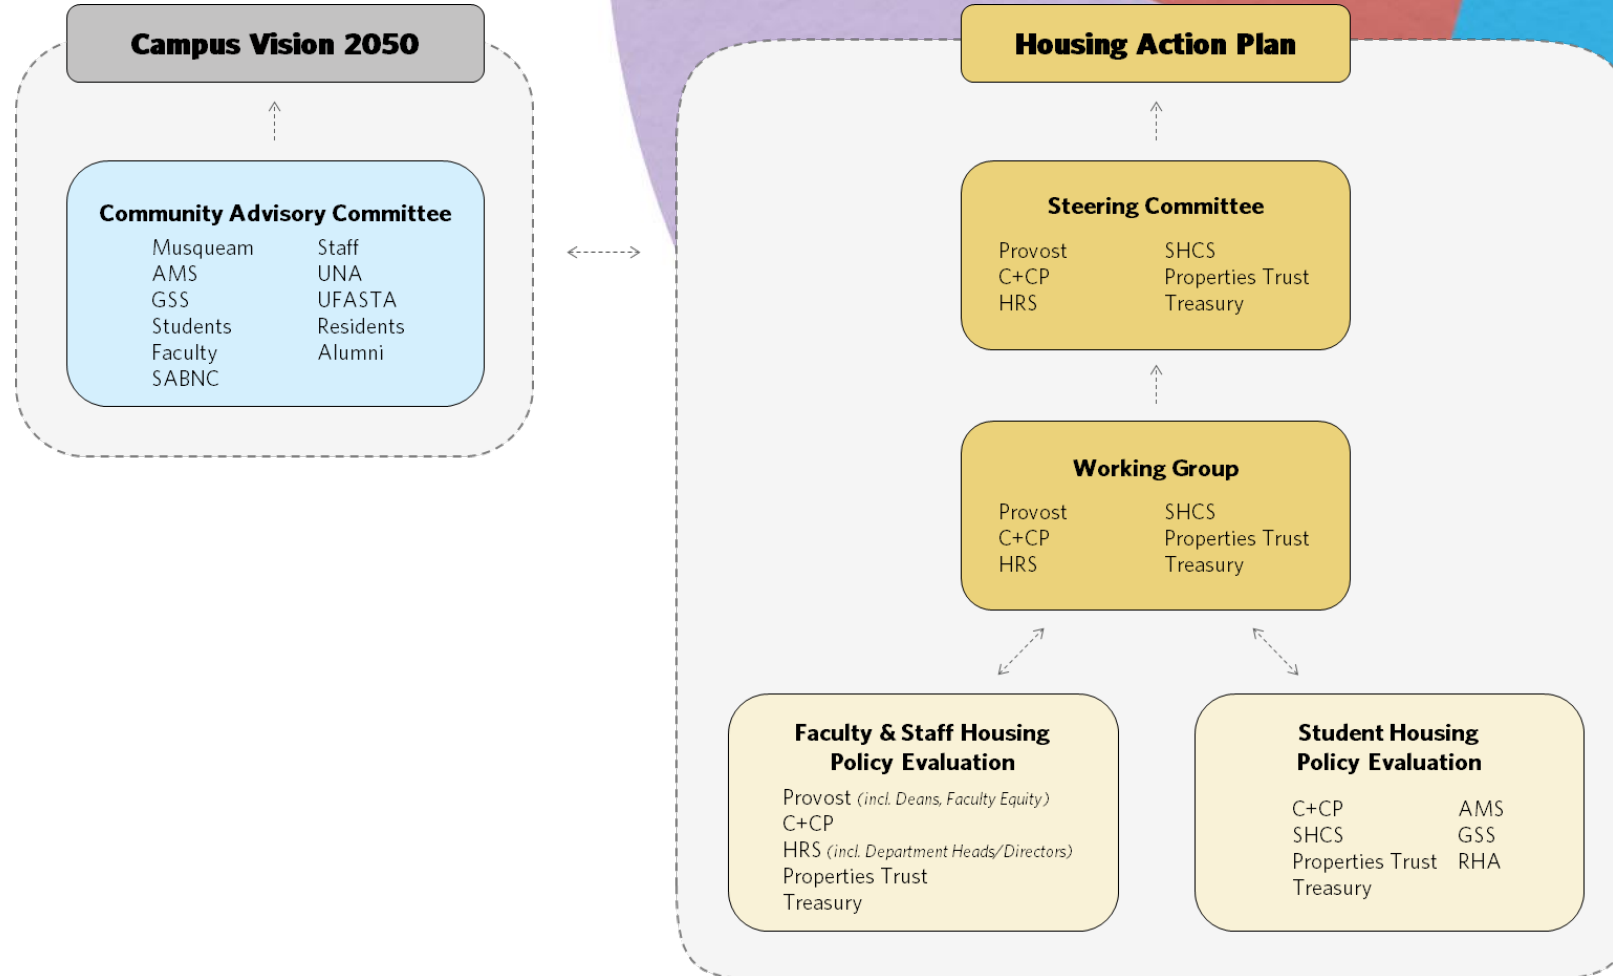 Campus Vision 2050
Community Advisory Committee
Musqueam
AMS
GSS
Students
Faculty
SABNC
Staff
UNA
UFASTA
Residents
Alumni
Housing Action Plan
Steering Committee
Provost
C+CP
HRS
SHCS
Properties Trust
Treasury
Working Group
Provost
C+CP
HRS
SHCS
Properties Trust
Treasury
Faculty & Staff Housing
Policy Evaluation
Provost (incl. Deans, Faculty Equity)
C+CP
HRS (incl. Department Heads/Directors)
Properties Trust
Treasury
Student Housing
Policy Evaluation
C+CP
SHCS
Properties Trust
Treasury
AMS
GSS
RHA